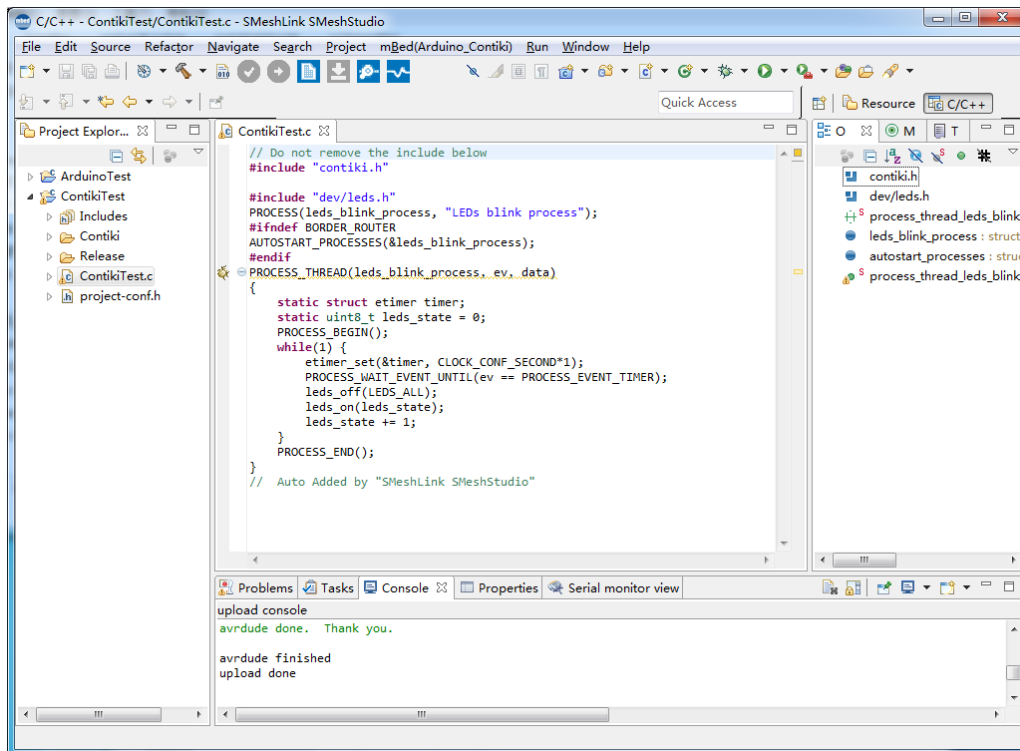 C/C++ - ContikiTest/ContikiTest.c - SMeshLink SMeshStudio
File Edit Source Refactor Navigate Search Project mBed(Arduino_Contiki) Run Window Help
Quick Access
Resource
C/C++
Project Explor...
ArduinoTest
ContikiTest
Includes
Contiki
Release
ContikiTest.c
project-conf.h
ContikiTest.c
// Do not remove the include below
#include "contiki.h"
#include "dev/leds.h"
PROCESS(leds_blink_process, "LEDs blink process");
#ifndef BORDER_ROUTER
AUTOSTART_PROCESSES(&leds_blink_process);
#endif
PROCESS_THREAD(leds_blink_process, ev, data)
{
static struct etimer timer;
static uint8_t leds_state = 0;
PROCESS_BEGIN();
while(1) {
etimer_set(&timer, CLOCK_CONF_SECOND*1);
PROCESS_WAIT_EVENT_UNTIL(ev == PROCESS_EVENT_TIMER);
leds_off(LEDS_ALL);
leds_on(leds_state);
leds_state += 1;
}
PROCESS_END();
}
// Auto Added by "SMeshLink SMeshStudio"
O M T
contiki.h
dev/leds.h
process_thread_leds_blink
leds_blink_process : struct
autostart_processes : struc
process_thread_leds_blink
Problems Tasks Console Properties Serial monitor view
upload console
avrdude done. Thank you.
avrdude finished
upload done